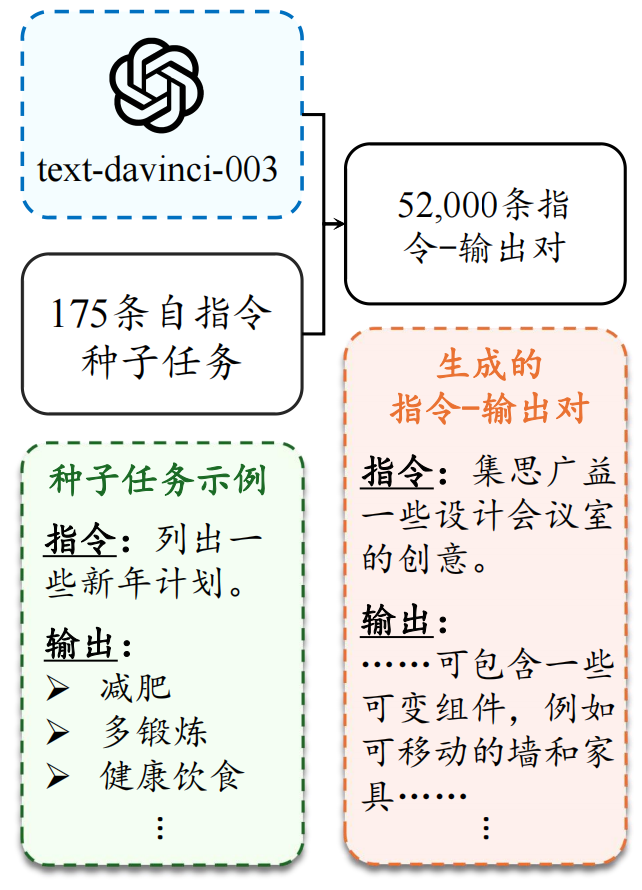 text-davinci-003
175条自指令
种子任务
52,000条指
令-输出对
种子任务示例
指令：列出一
些新年计划。
输出：
➢ 减肥
➢ 多锻炼
➢ 健康饮食
⋮
生成的
指令-输出对
指令：集思广益
一些设计会议室
的创意。
输出：
……可包含一些
可变组件，例如
可移动的墙和家
具……
⋮